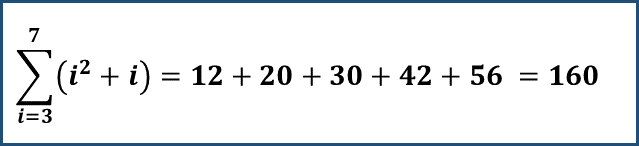 7
∑(i² + i) = 12 + 20 + 30 + 42 + 56 = 160
i=3